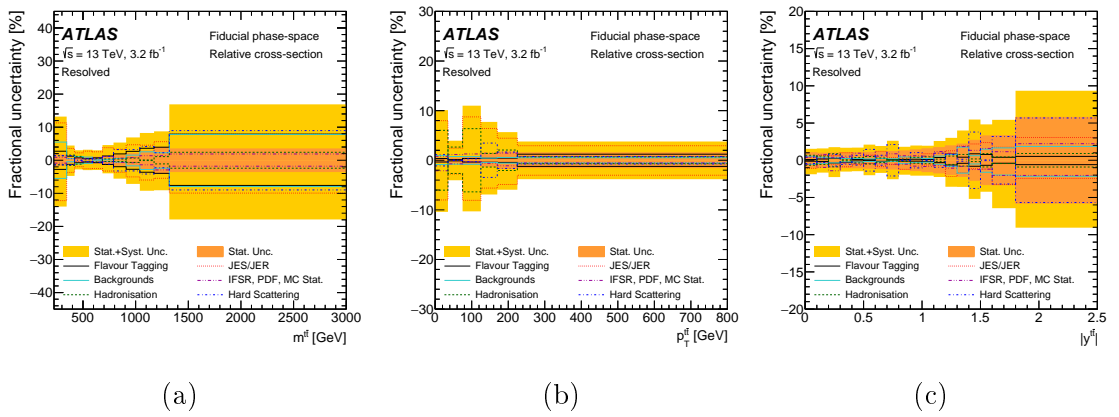 Fractional uncertainty [%]
40
30
20
10
0
−10
−20
−30
−40
ATLAS
Fiducial phase-space
√s = 13 TeV, 3.2 fb-1
Relative cross-section
Resolved
Stat.+Syst. Unc.
Stat. Unc.
Flavour Tagging
JES/JER
Backgrounds
IFSR, PDF, MC Stat.
Hadronisation
Hard Scattering
500 1000 1500 2000 2500 3000
m^tt̄ [GeV]
(a)
Fractional uncertainty [%]
30
20
10
0
−10
−20
−30
ATLAS
Fiducial phase-space
√s = 13 TeV, 3.2 fb-1
Relative cross-section
Resolved
Stat.+Syst. Unc.
Stat. Unc.
Flavour Tagging
JES/JER
Backgrounds
IFSR, PDF, MC Stat.
Hadronisation
Hard Scattering
0 100 200 300 400 500 600 700 800
p_T^tt̄ [GeV]
(b)
Fractional uncertainty [%]
20
15
10
5
0
−5
−10
−15
−20
ATLAS
Fiducial phase-space
√s = 13 TeV, 3.2 fb-1
Relative cross-section
Resolved
Stat.+Syst. Unc.
Stat. Unc.
Flavour Tagging
JES/JER
Backgrounds
IFSR, PDF, MC Stat.
Hadronisation
Hard Scattering
0 0.5 1 1.5 2 2.5
|y^tt̄|
(c)